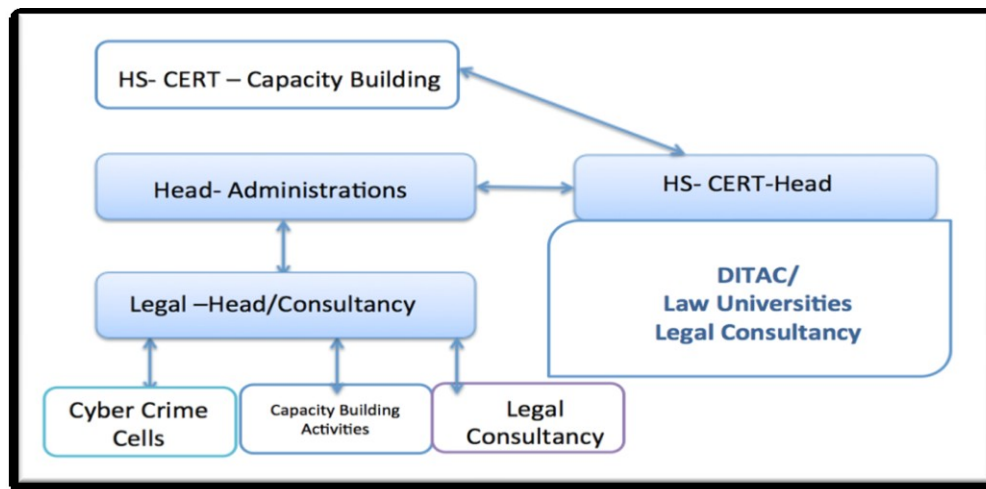 HS- CERT – Capacity Building
Head- Administrations
HS- CERT-Head
DITAC/
Law Universities
Legal Consultancy
Legal –Head/Consultancy
Cyber Crime
Cells
Capacity Building
Activities
Legal
Consultancy